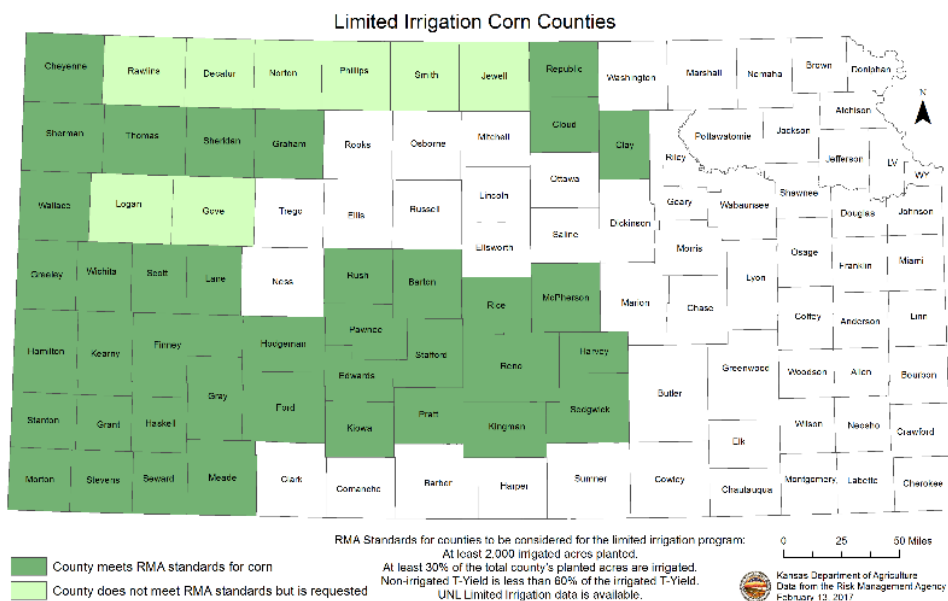 Limited Irrigation Corn Counties
Cheyenne Rawlins Decatur Norton Phillips Smith Jewell Republic Washington Marshall Nemaha Brown Doniphan
N
Atchison
Sherman Thomas Sheridan Graham Rooks Osborne Mitchell Cloud Clay Riley Pottawatomie Jackson Jefferson LV WY
Ottawa
Wallace Logan Gove Trego Ellis Russell Lincoln Saline Dickinson Geary Wabaunsee Shawnee Douglas Johnson
Ellsworth Morris Osage Franklin Miami
Greeley Wichita Scott Lane Ness Rush Barton Rice McPherson Marion Chase Lyon Coffey Anderson Linn
Hamilton Kearny Finney Hodgeman Pawnee Stafford Reno Harvey Butler Greenwood Woodson Allen Bourbon
Gray Ford Edwards
Stanton Grant Haskell Kiowa Pratt Kingman Sedgwick Elk Wilson Neosho Crawford
Morton Stevens Seward Meade Clark Comanche Barber Harper Sumner Cowley Chautauqua Montgomery Labette Cherokee
RMA Standards for counties to be considered for the limited irrigation program:
At least 2,000 irrigated acres planted.
At least 30% of the total county's planted acres are irrigated.
Non-irrigated T-Yield is less than 60% of the irrigated T-Yield.
UNL Limited Irrigation data is available.
County meets RMA standards for corn
County does not meet RMA standards but is requested
0 25 50 Miles
Kansas Department of Agriculture
Data from the Risk Management Agency
February 13, 2017